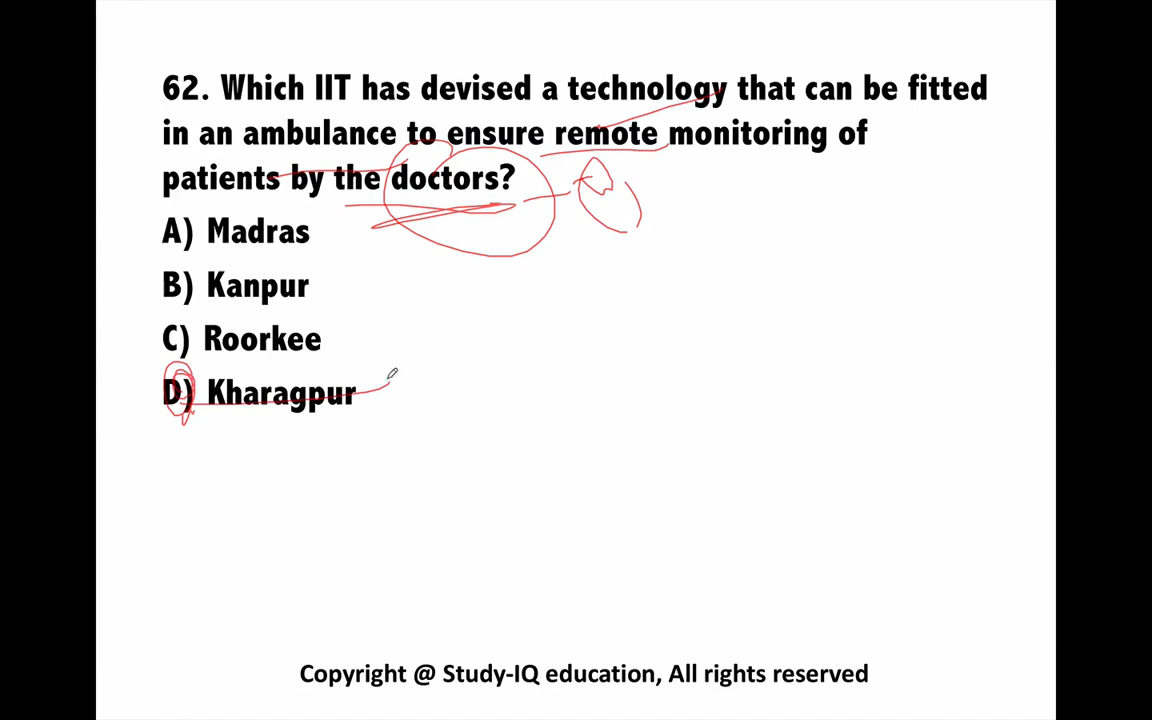 62. Which IIT has devised a technology that can be fitted
in an ambulance to ensure remote monitoring of
patients by the doctors?
A) Madras
B) Kanpur
C) Roorkee
D) Kharagpur
Copyright @ Study-IQ education, All rights reserved